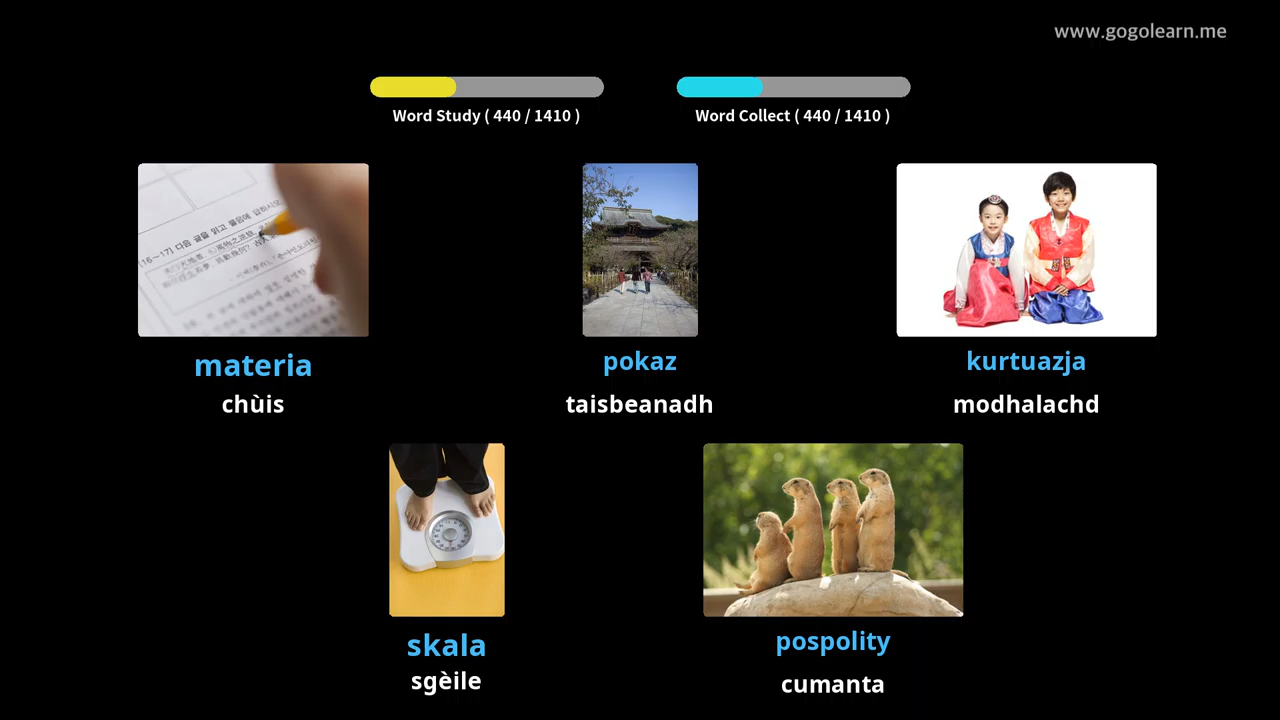 www.gogolearn.me
Word Study ( 440 / 1410 )
Word Collect ( 440 / 1410 )
materia
chùis
pokaz
taisbeanadh
kurtuazja
modhalachd
skala
sgèile
pospolity
cumanta